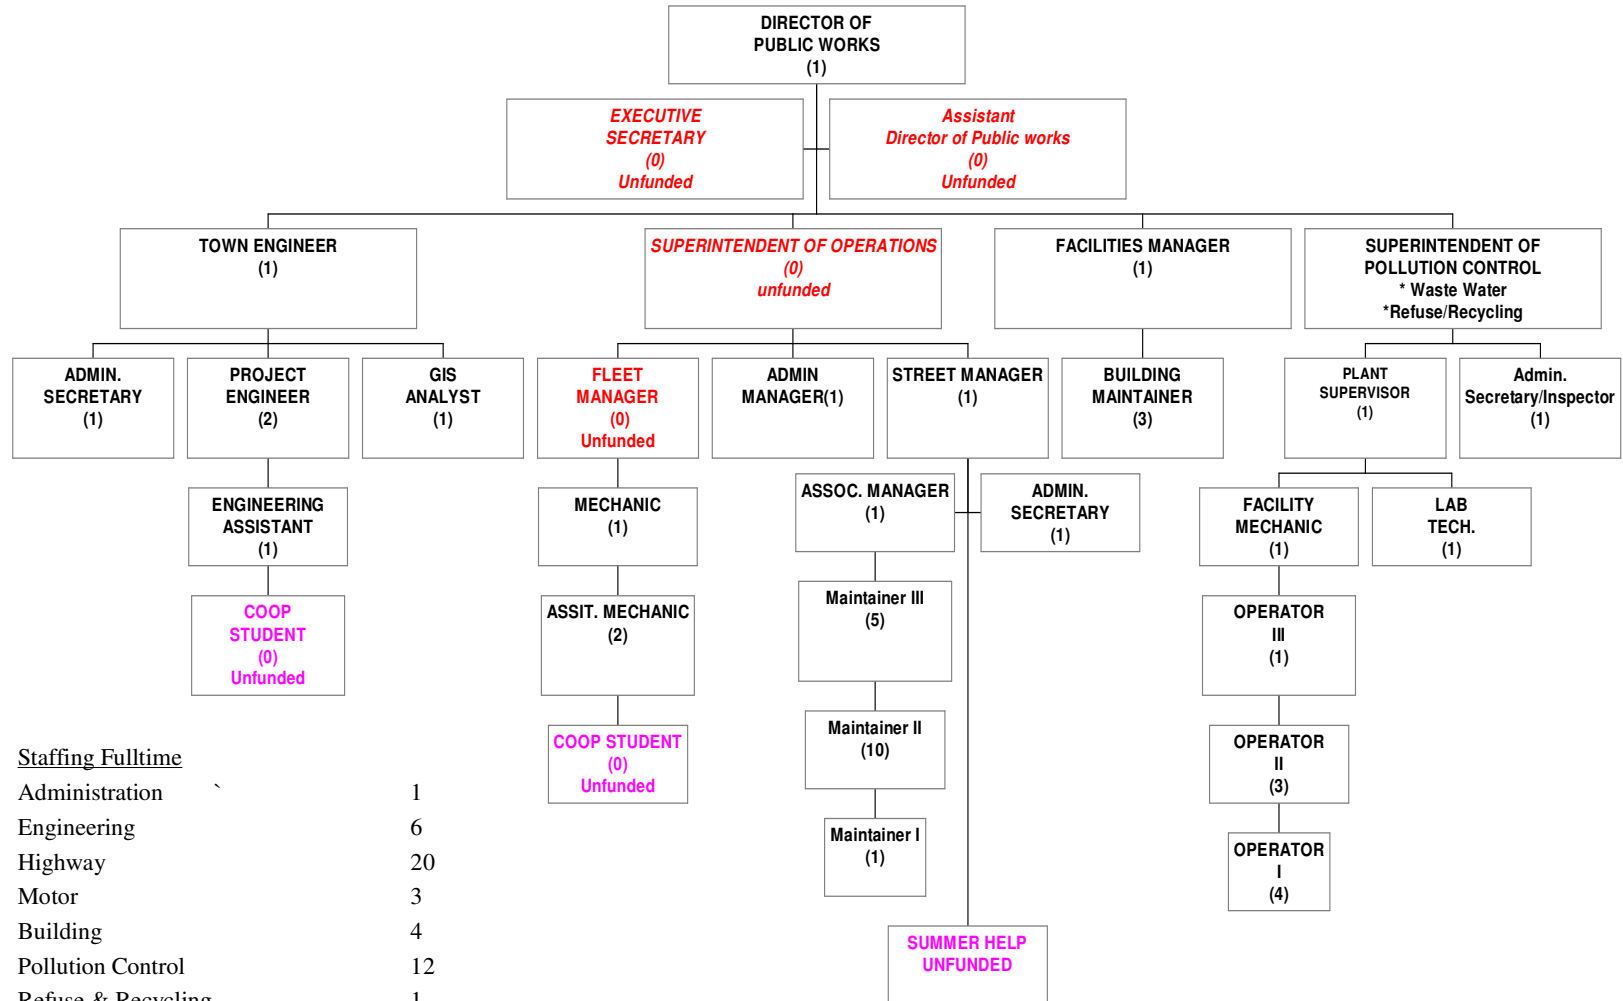 DIRECTOR OF
PUBLIC WORKS
(1)
EXECUTIVE
SECRETARY
(0)
Unfunded
Assistant
Director of Public works
(0)
Unfunded
TOWN ENGINEER
(1)
SUPERINTENDENT OF OPERATIONS
(0)
unfunded
FACILITIES MANAGER
(1)
SUPERINTENDENT OF
POLLUTION CONTROL
* Waste Water
*Refuse/Recycling
ADMIN.
SECRETARY
(1)
PROJECT
ENGINEER
(2)
GIS
ANALYST
(1)
FLEET
MANAGER
(0)
Unfunded
ADMIN
MANAGER(1)
STREET MANAGER
(1)
BUILDING
MAINTAINER
(3)
PLANT
SUPERVISOR
(1)
Admin.
Secretary/Inspector
(1)
ENGINEERING
ASSISTANT
(1)
MECHANIC
(1)
ASSOC. MANAGER
(1)
ADMIN.
SECRETARY
(1)
FACILITY
MECHANIC
(1)
LAB
TECH.
(1)
COOP
STUDENT
(0)
Unfunded
ASSIT. MECHANIC
(2)
Maintainer III
(5)
OPERATOR
III
(1)
COOP STUDENT
(0)
Unfunded
Maintainer II
(10)
OPERATOR
II
(3)
Maintainer I
(1)
OPERATOR
I
(4)
SUMMER HELP
UNFUNDED
Staffing Fulltime
Administration ` 1
Engineering 6
Highway 20
Motor 3
Building 4
Pollution Control 12
Refuse & Recycling 1